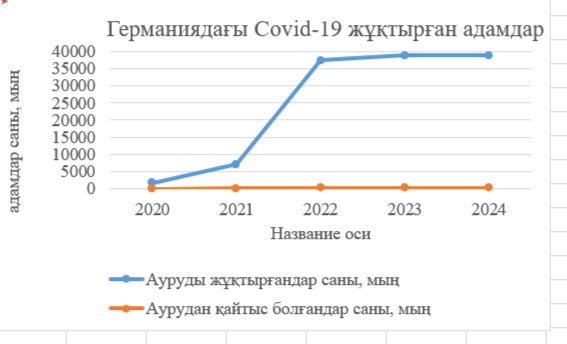 Германиядағы Covid-19 жұқтырған адамдар
адамдар саны, мың
40000
35000
30000
25000
20000
15000
10000
5000
0
2020 2021 2022 2023 2024
Название оси
Ауруды жұқтырғандар саны, мың
Аурудан қайтыс болғандар саны, мың